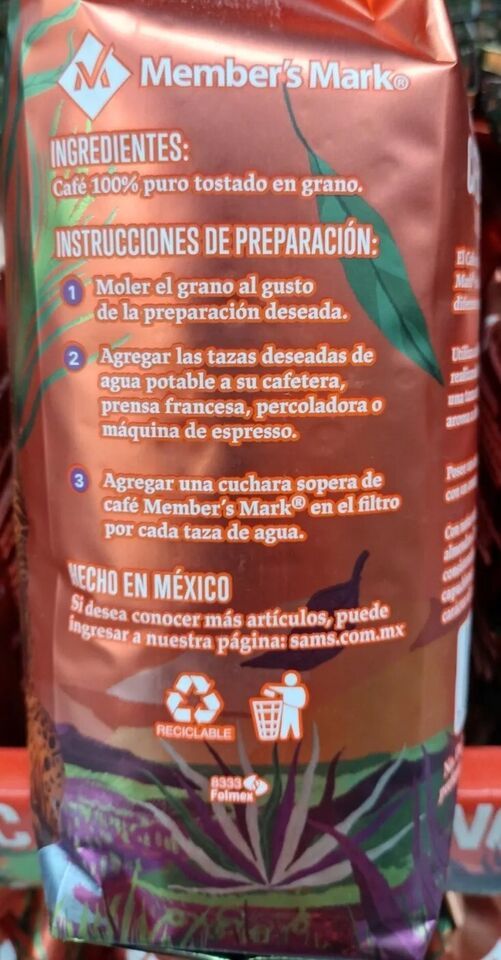 Member's Mark®
INGREDIENTES:
Café 100% puro tostado en grano.
INSTRUCCIONES DE PREPARACIÓN:
1 Moler el grano al gusto
de la preparación deseada.
2 Agregar las tazas deseadas de
agua potable a su cafetera,
prensa francesa, percoladora o
máquina de espresso.
3 Agregar una cuchara sopera de
café Member's Mark® en el filtro
por cada taza de agua.
HECHO EN MÉXICO
Si desea conocer más artículos, puede
ingresar a nuestra página: sams.com.mx
RECICLABLE
8333
Folmex